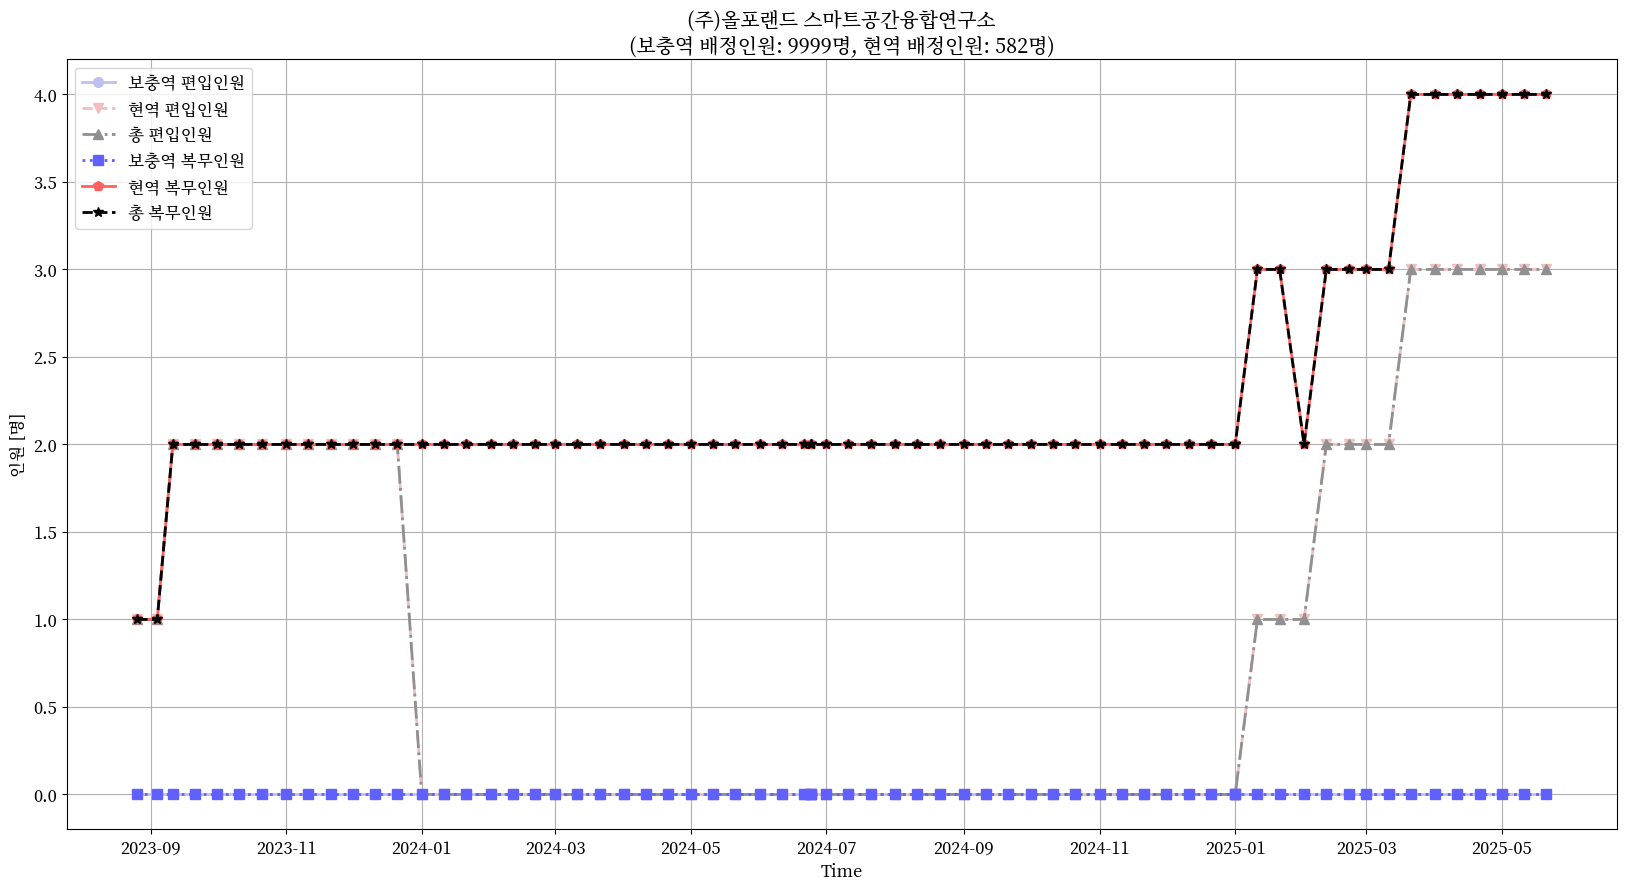 (주)올포랜드 스마트공간융합연구소
(보충역 배정인원: 9999명, 현역 배정인원: 582명)
보충역 편입인원
현역 편입인원
총 편입인원
보충역 복무인원
현역 복무인원
총 복무인원
4.0
3.5
3.0
2.5
2.0
1.5
1.0
0.5
0.0
인원 [명]
2023-09 2023-11 2024-01 2024-03 2024-05 2024-07 2024-09 2024-11 2025-01 2025-03 2025-05
Time